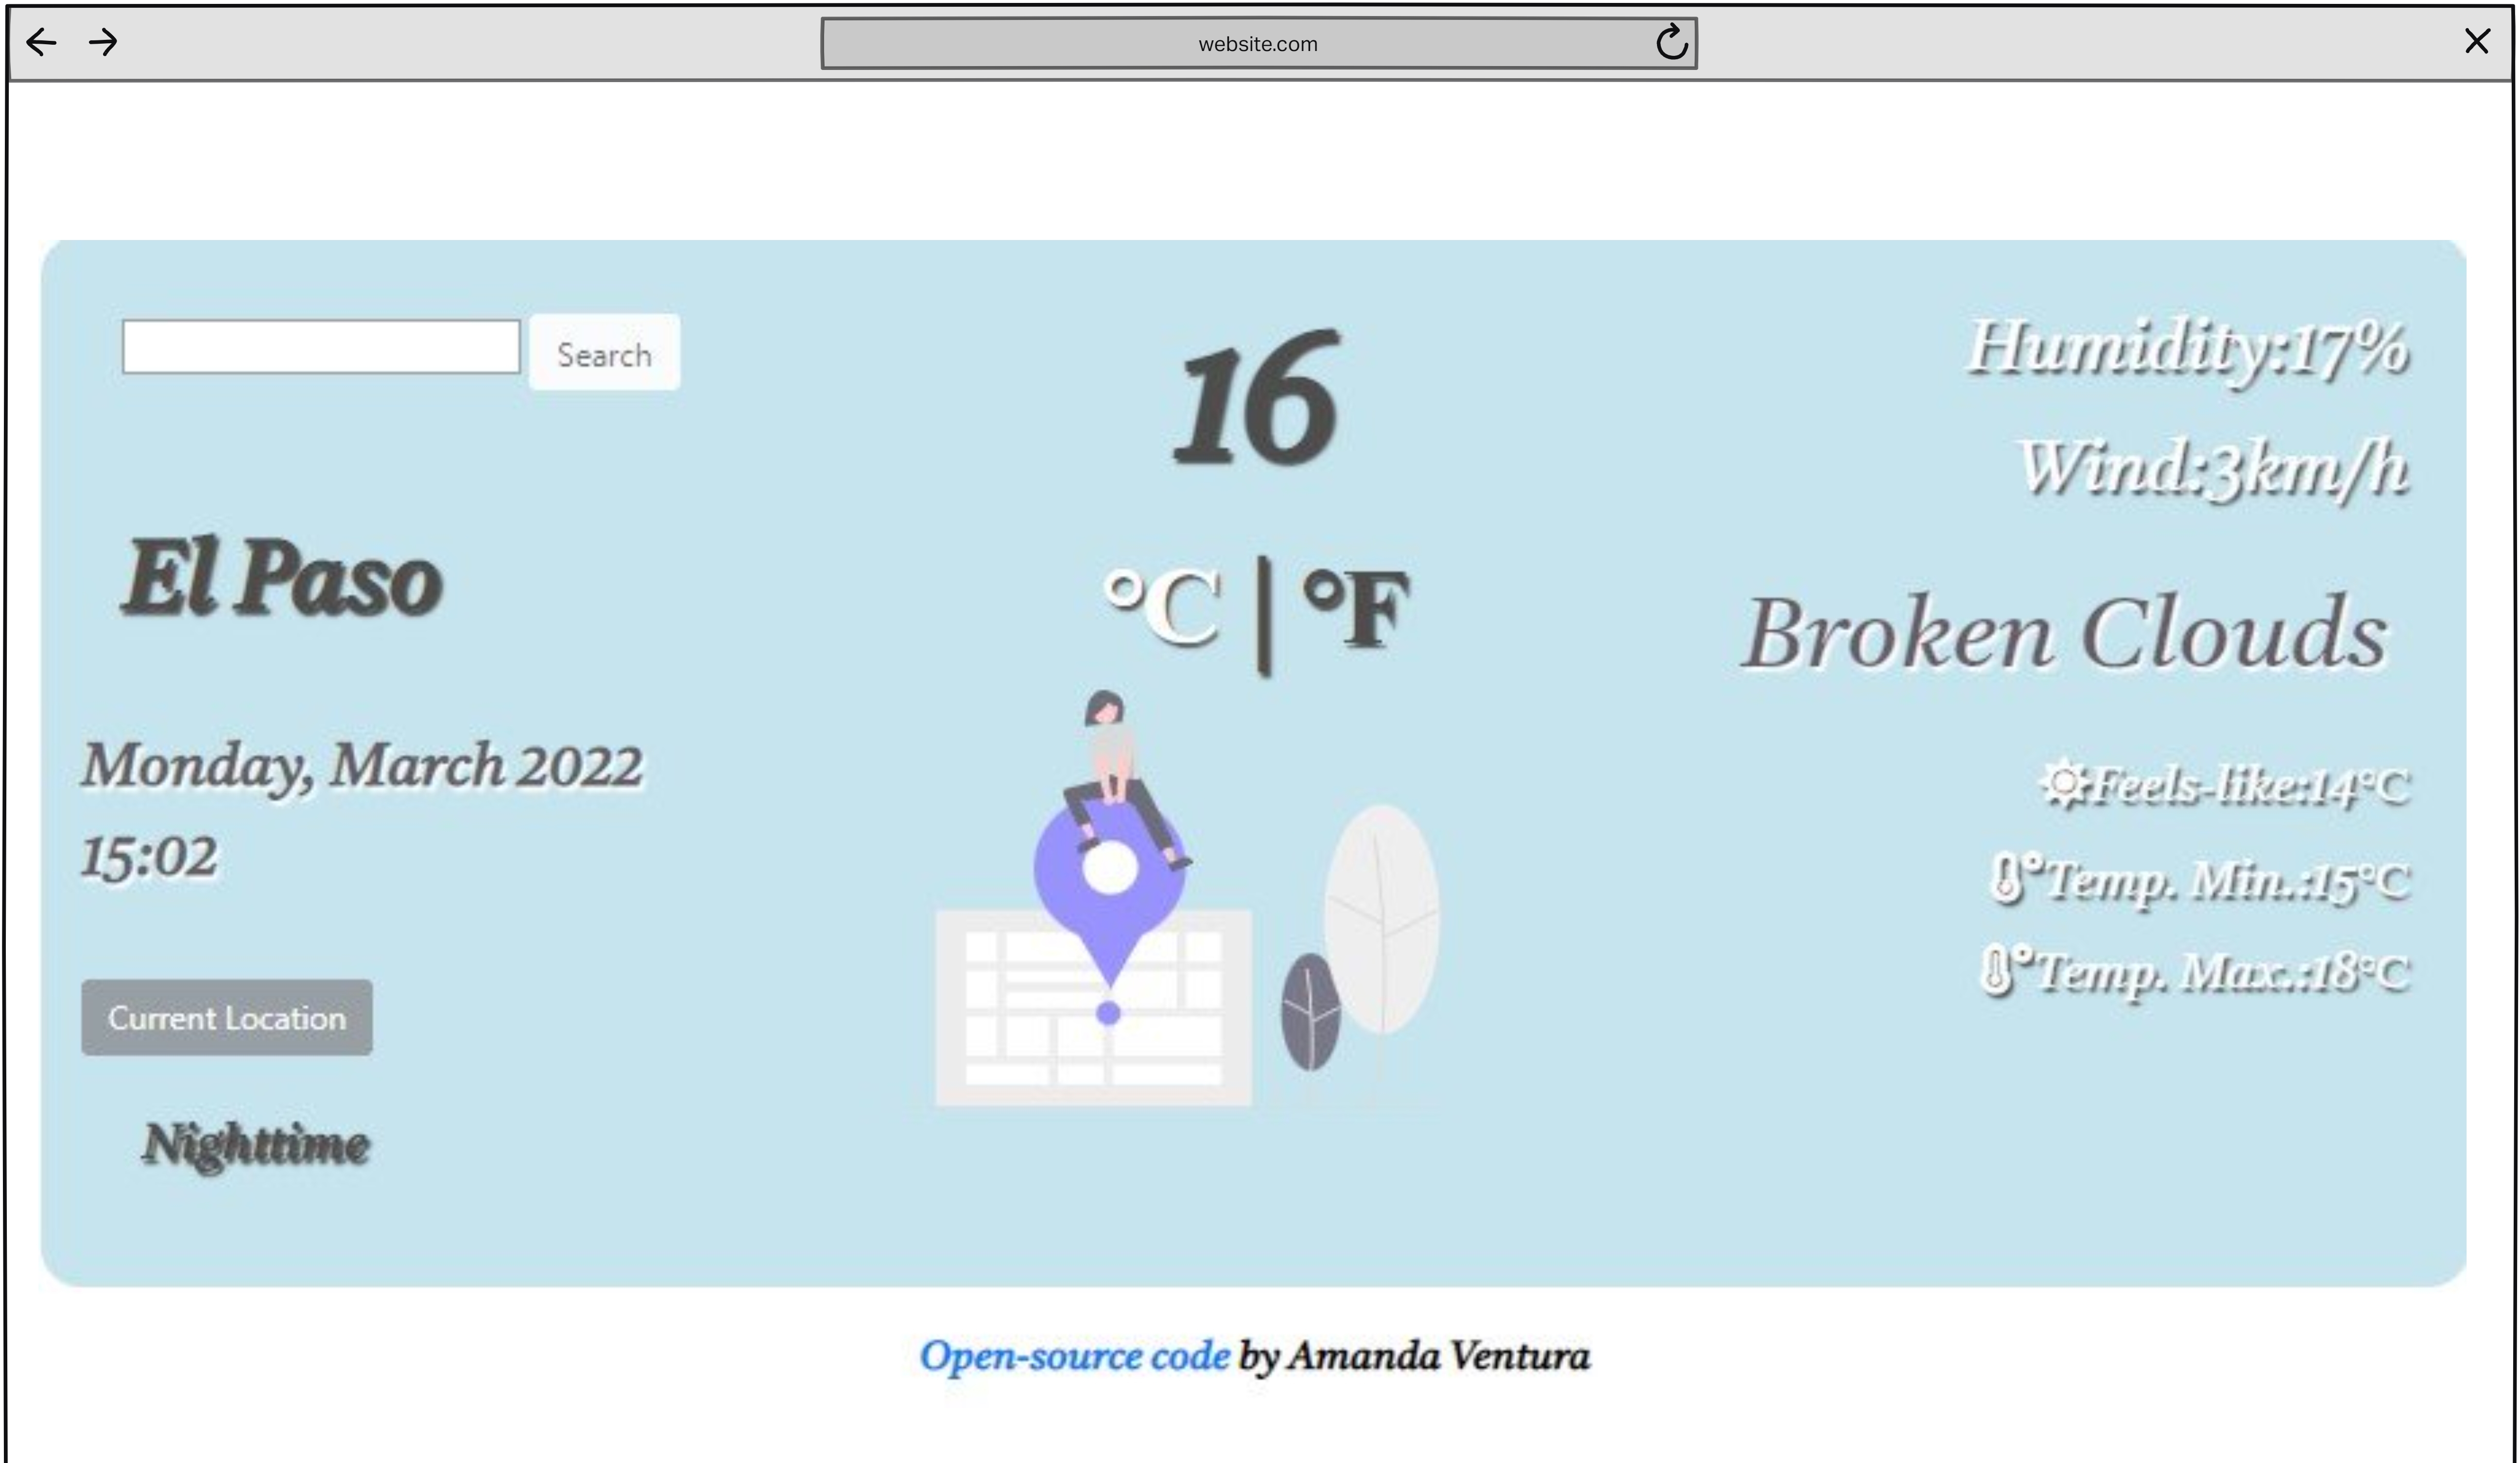 website.com
Search
El Paso
Monday, March 2022
15:02
Current Location
Nighttime
16
°C | °F
Humidity:17%
Wind:3km/h
Broken Clouds
Feels-like:14°C
°Temp. Min.:15°C
°Temp. Max.:18°C
Open-source code by Amanda Ventura